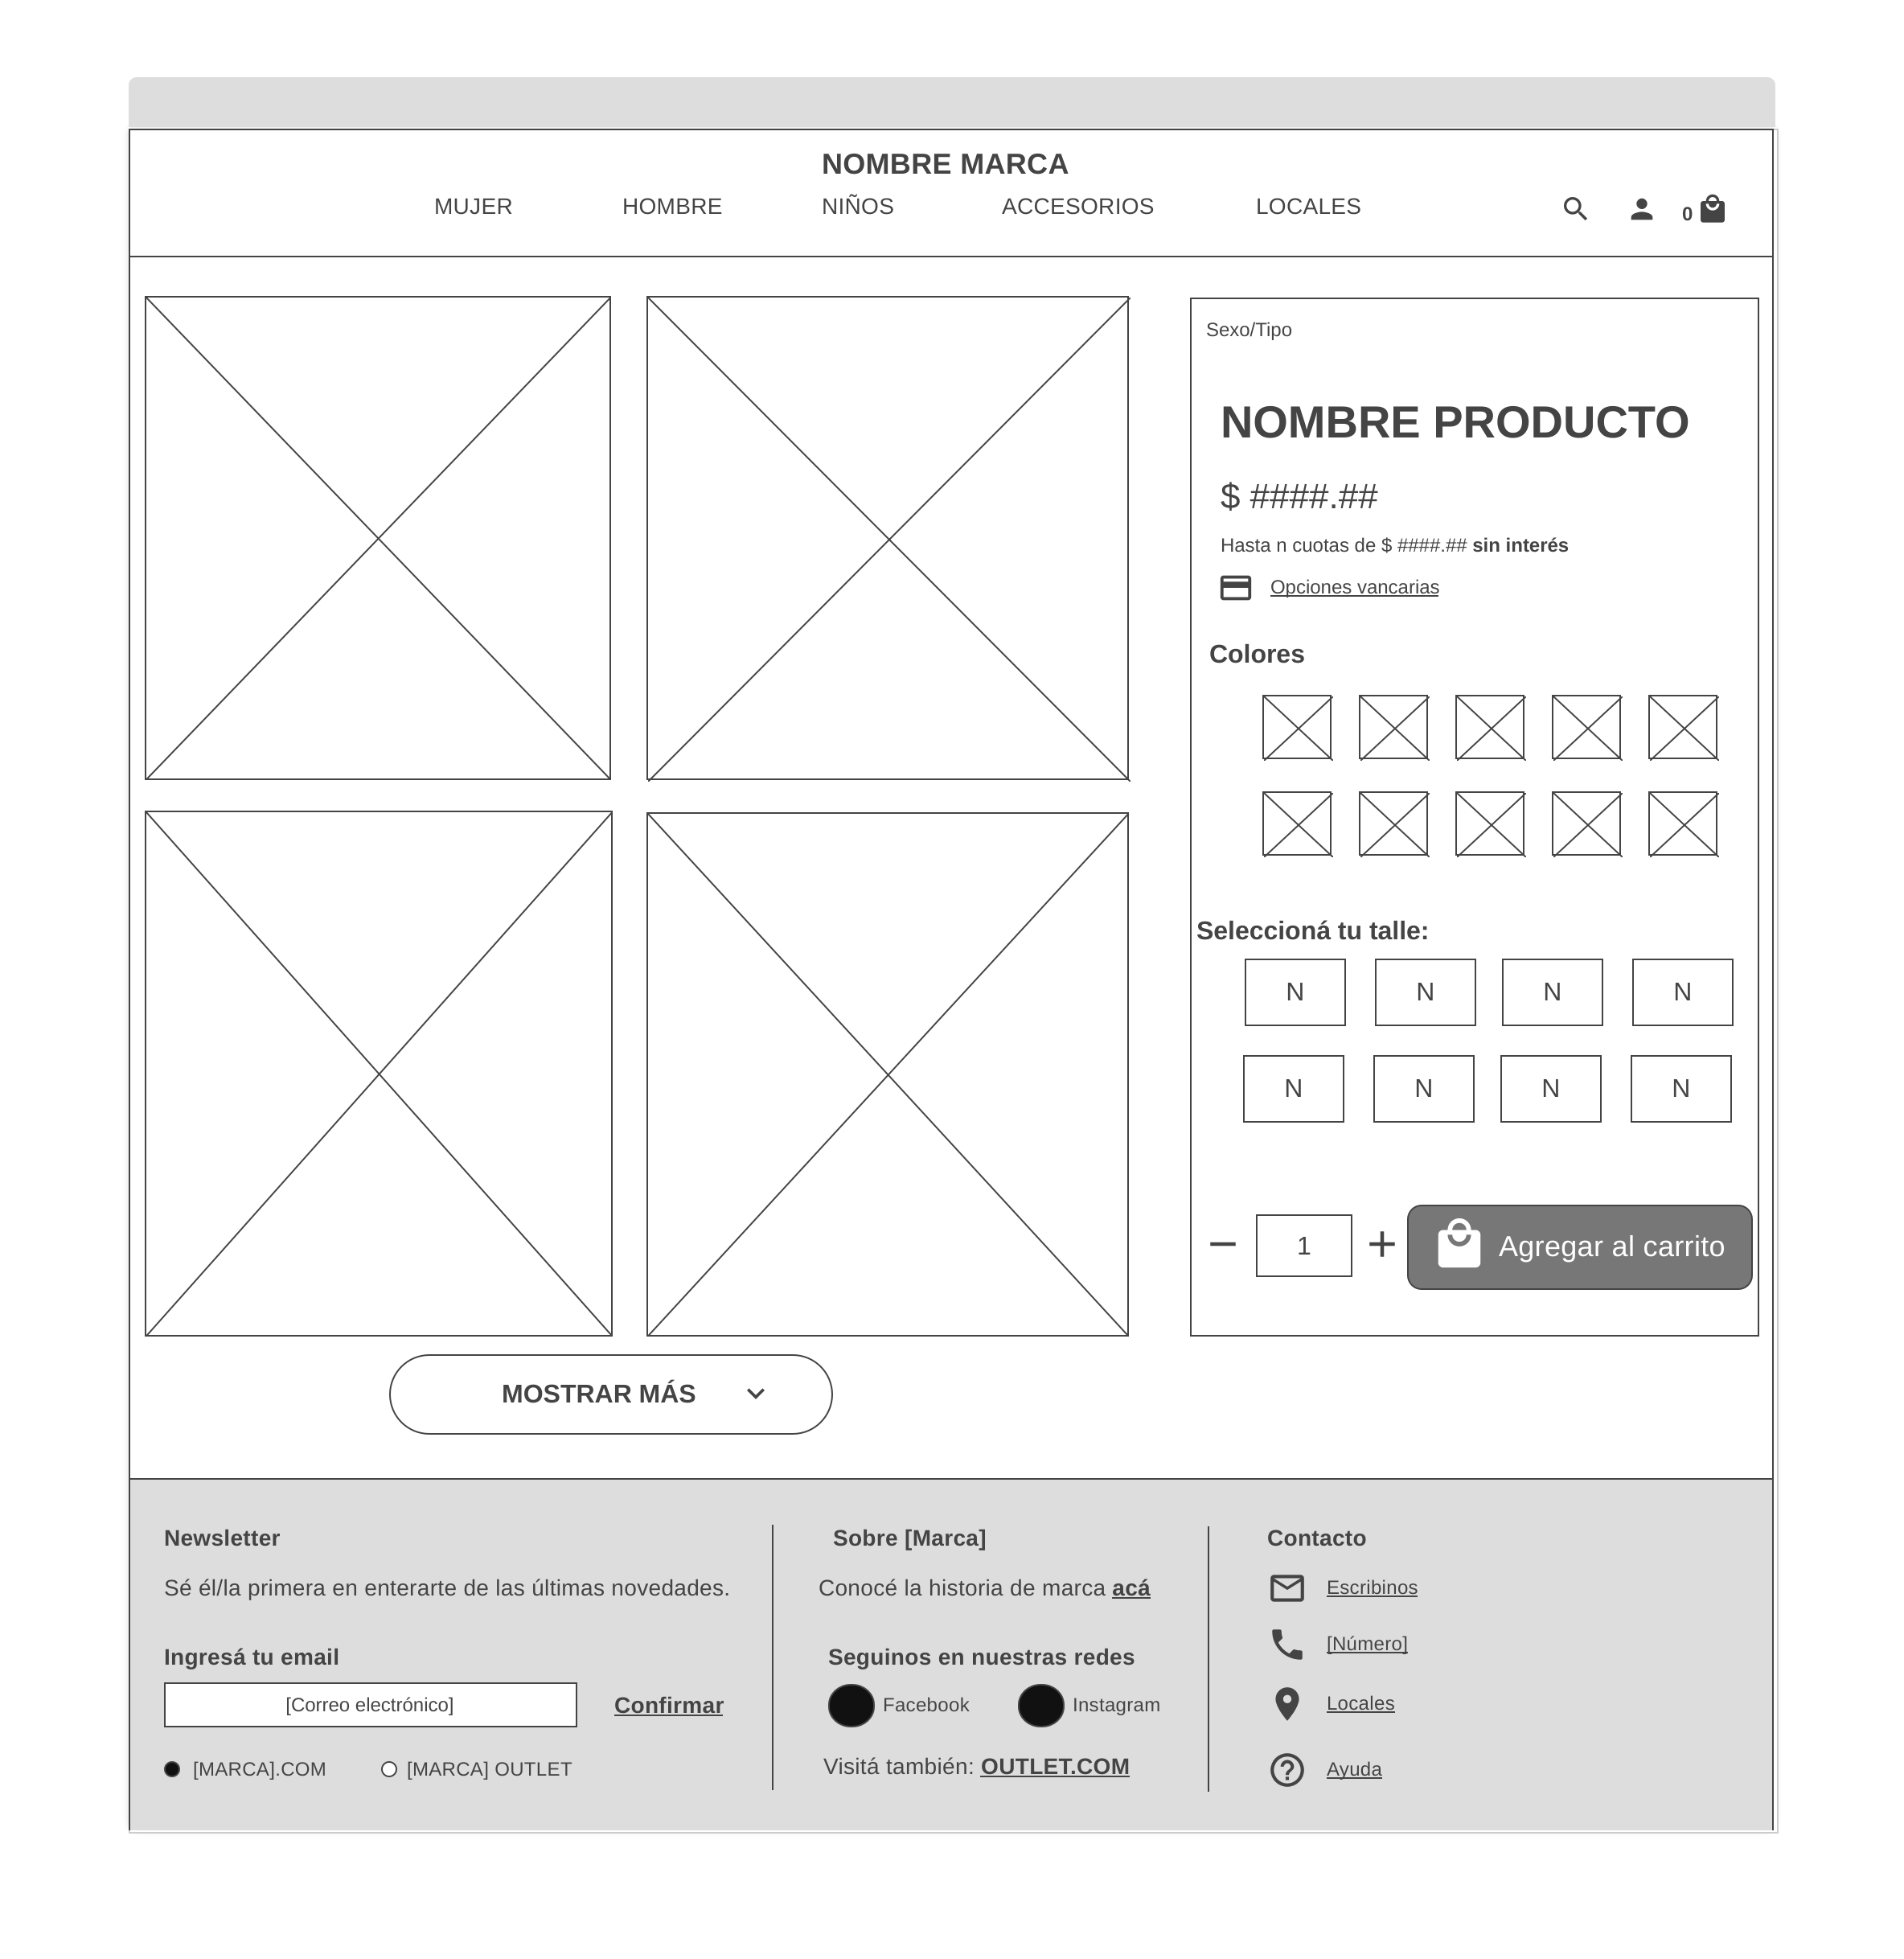 NOMBRE MARCA
MUJER HOMBRE NIÑOS ACCESORIOS LOCALES 0
Sexo/Tipo
NOMBRE PRODUCTO
$ ####.##
Hasta n cuotas de $ ####.## sin interés
Opciones vancarias
Colores
Seleccioná tu talle:
N N N N
N N N N
1 Agregar al carrito
MOSTRAR MÁS
Newsletter
Sé él/la primera en enterarte de las últimas novedades.
Ingresá tu email
[Correo electrónico] Confirmar
[MARCA].COM [MARCA] OUTLET
Sobre [Marca]
Conocé la historia de marca acá
Seguinos en nuestras redes
Facebook Instagram
Visitá también: OUTLET.COM
Contacto
Escribinos
[Número]
Locales
Ayuda